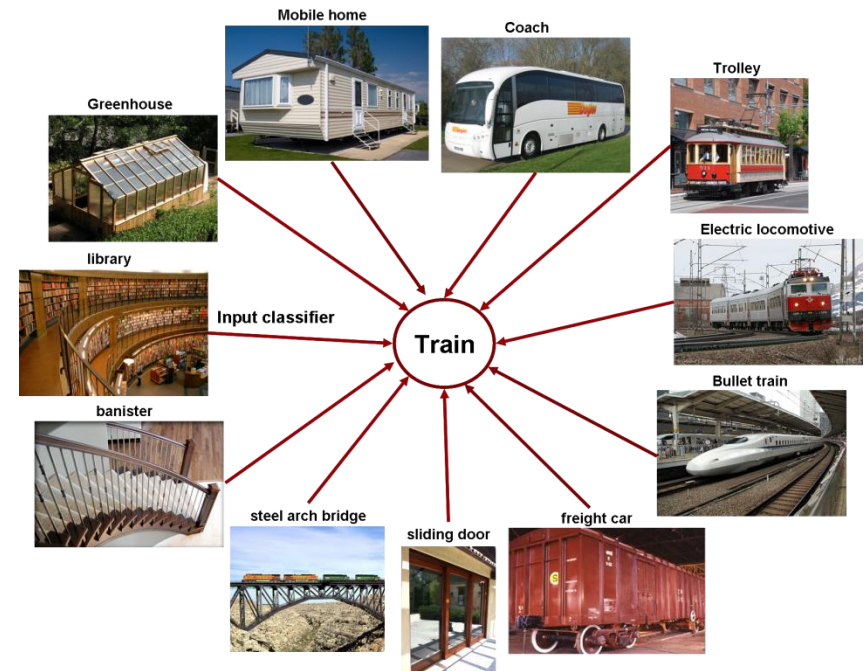 Mobile home
Coach
Trolley
Greenhouse
Electric locomotive
library
Input classifier
Train
Bullet train
banister
steel arch bridge
sliding door
freight car
S